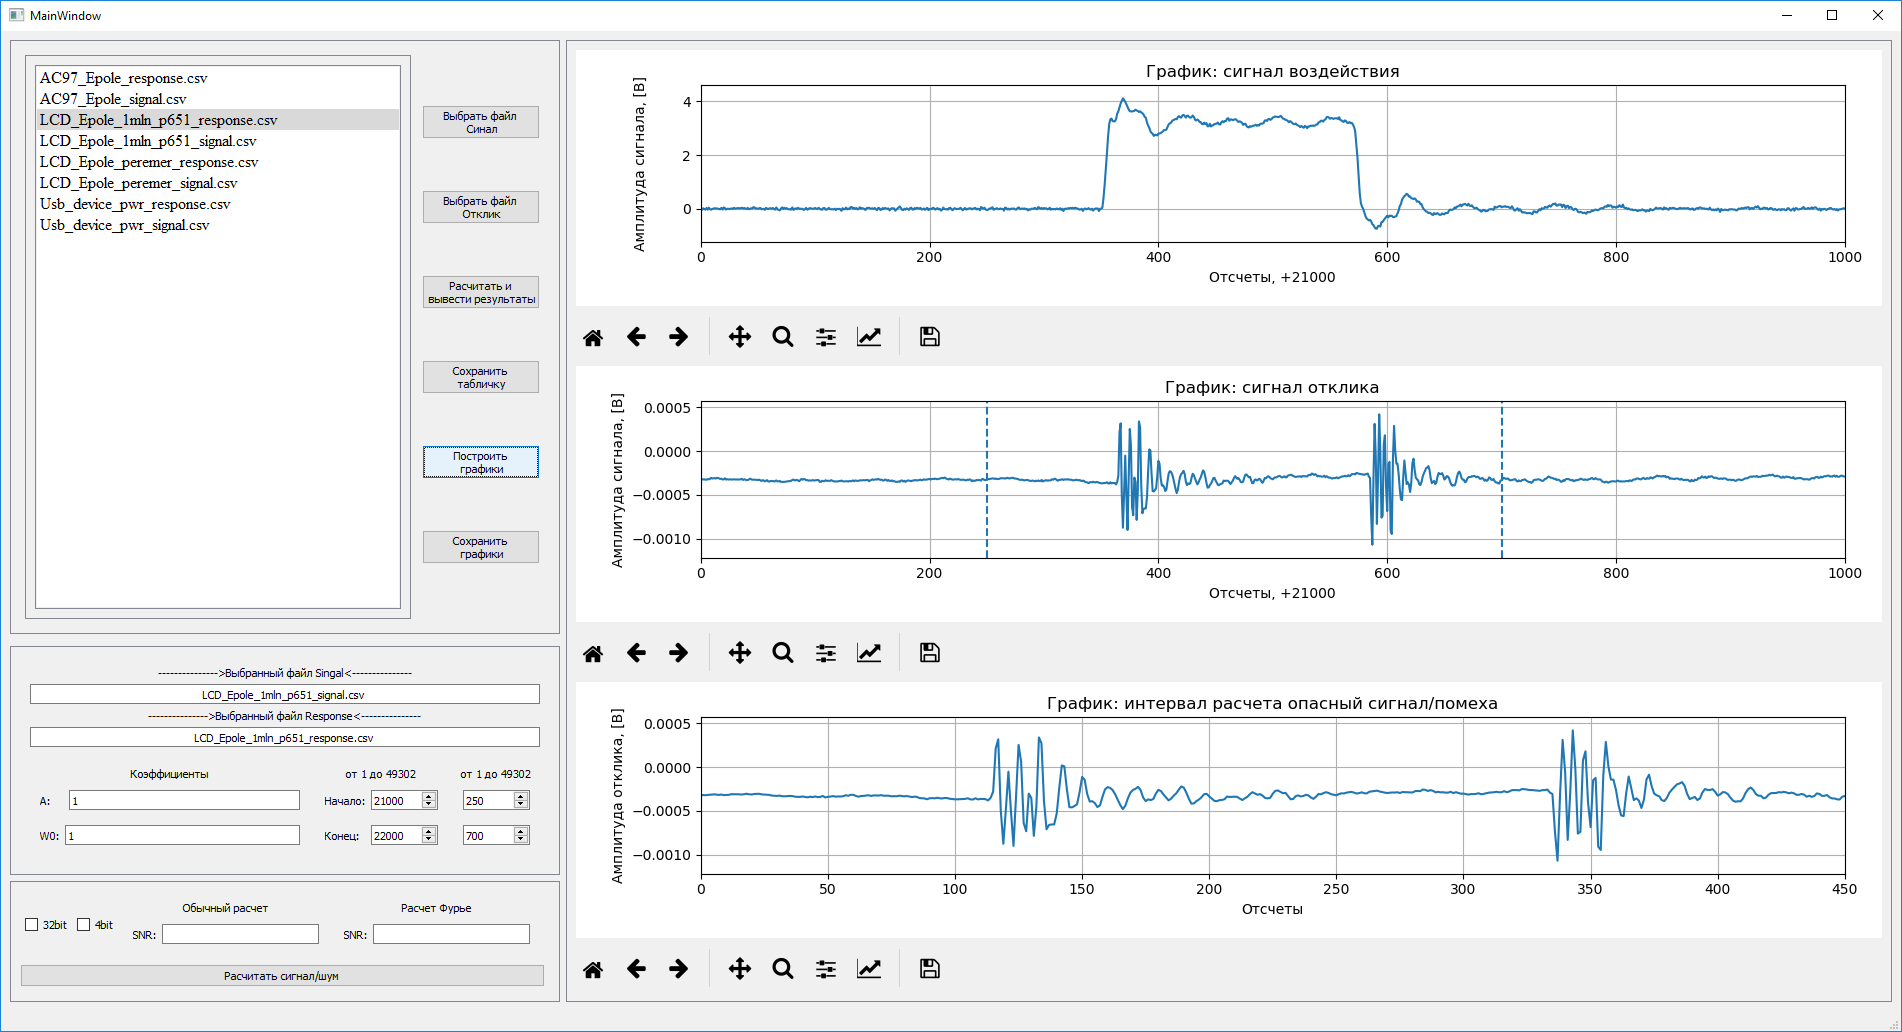 MainWindow
AC97_Epole_response.csv
AC97_Epole_signal.csv
LCD_Epole_1mln_p651_response.csv
LCD_Epole_1mln_p651_signal.csv
LCD_Epole_peremer_response.csv
LCD_Epole_peremer_signal.csv
Usb_device_pwr_response.csv
Usb_device_pwr_signal.csv
Выбрать файл
Синал
Выбрать файл
Отклик
Расчитать и
вывести результаты
Сохранить
табличку
Построить
графики
Сохранить
графики
--------------->Выбранный файл Singal<---------------
LCD_Epole_1mln_p651_signal.csv
--------------->Выбранный файл Response<---------------
LCD_Epole_1mln_p651_response.csv
Коэффициенты от 1 до 49302 от 1 до 49302
A: 1 Начало: 21000 250
W0: 1 Конец: 22000 700
Обычный расчет Расчет Фурье
32bit 4bit SNR: SNR:
Расчитать сигнал/шум
График: сигнал воздействия
Амплитуда сигнала, [В]
4
2
0
0 200 400 600 800 1000
Отсчеты, +21000
График: сигнал отклика
Амплитуда сигнала, [В]
0.0005
0.0000
−0.0005
−0.0010
0 200 400 600 800 1000
Отсчеты, +21000
График: интервал расчета опасный сигнал/помеха
Амплитуда отклика, [В]
0.0005
0.0000
−0.0005
−0.0010
0 50 100 150 200 250 300 350 400 450
Отсчеты